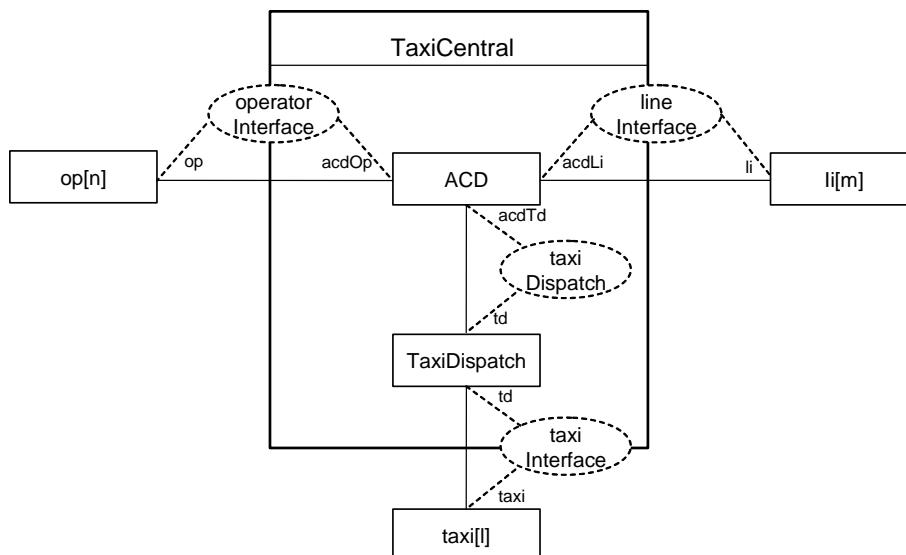 TaxiCentral
operator
Interface
line
Interface
op
acdOp
acdLi
li
op[n]
ACD
li[m]
acdTd
taxi
Dispatch
td
TaxiDispatch
td
taxi
Interface
taxi
taxi[l]